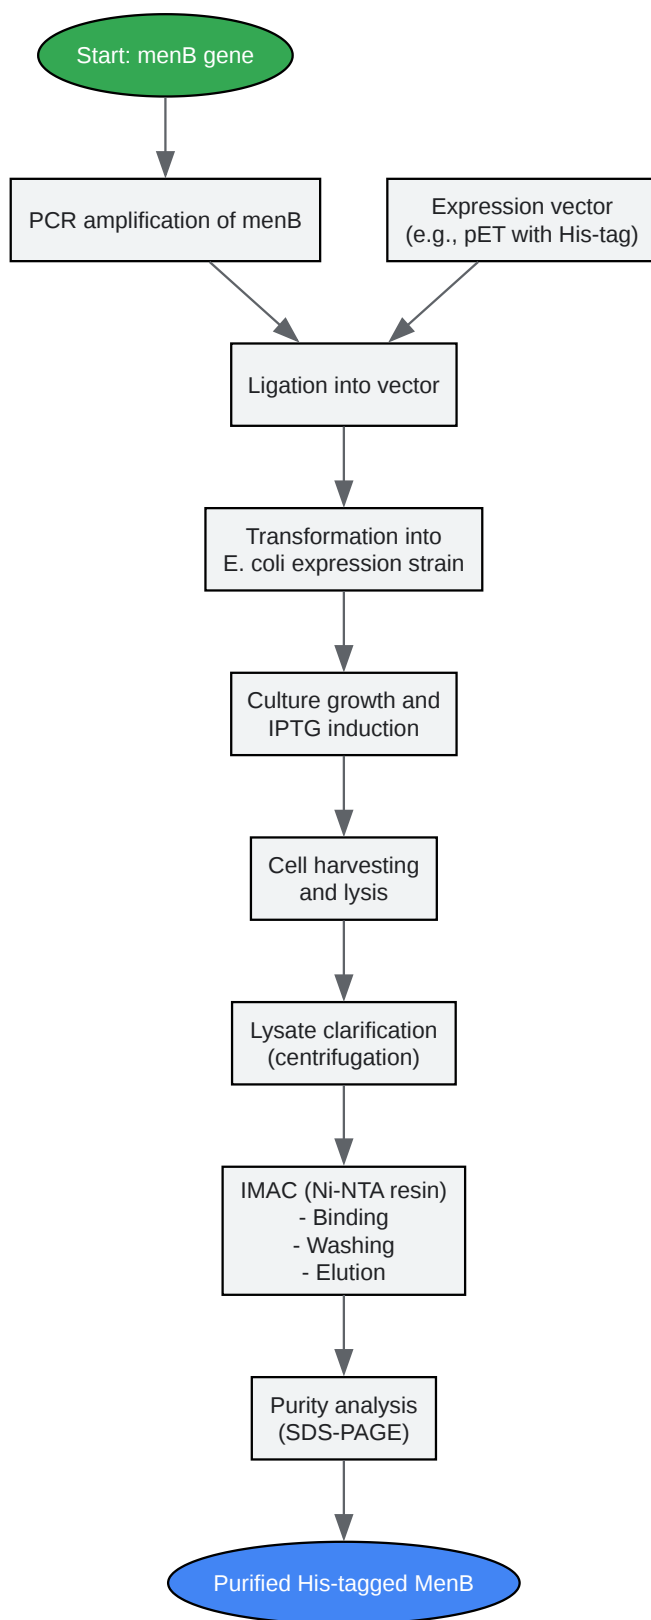 Start: menB gene
PCR amplification of menB
Expression vector
(e.g., pET with His-tag)
Ligation into vector
Transformation into
E. coli expression strain
Culture growth and
IPTG induction
Cell harvesting
and lysis
Lysate clarification
(centrifugation)
IMAC (Ni-NTA resin)
- Binding
- Washing
- Elution
Purity analysis
(SDS-PAGE)
Purified His-tagged MenB